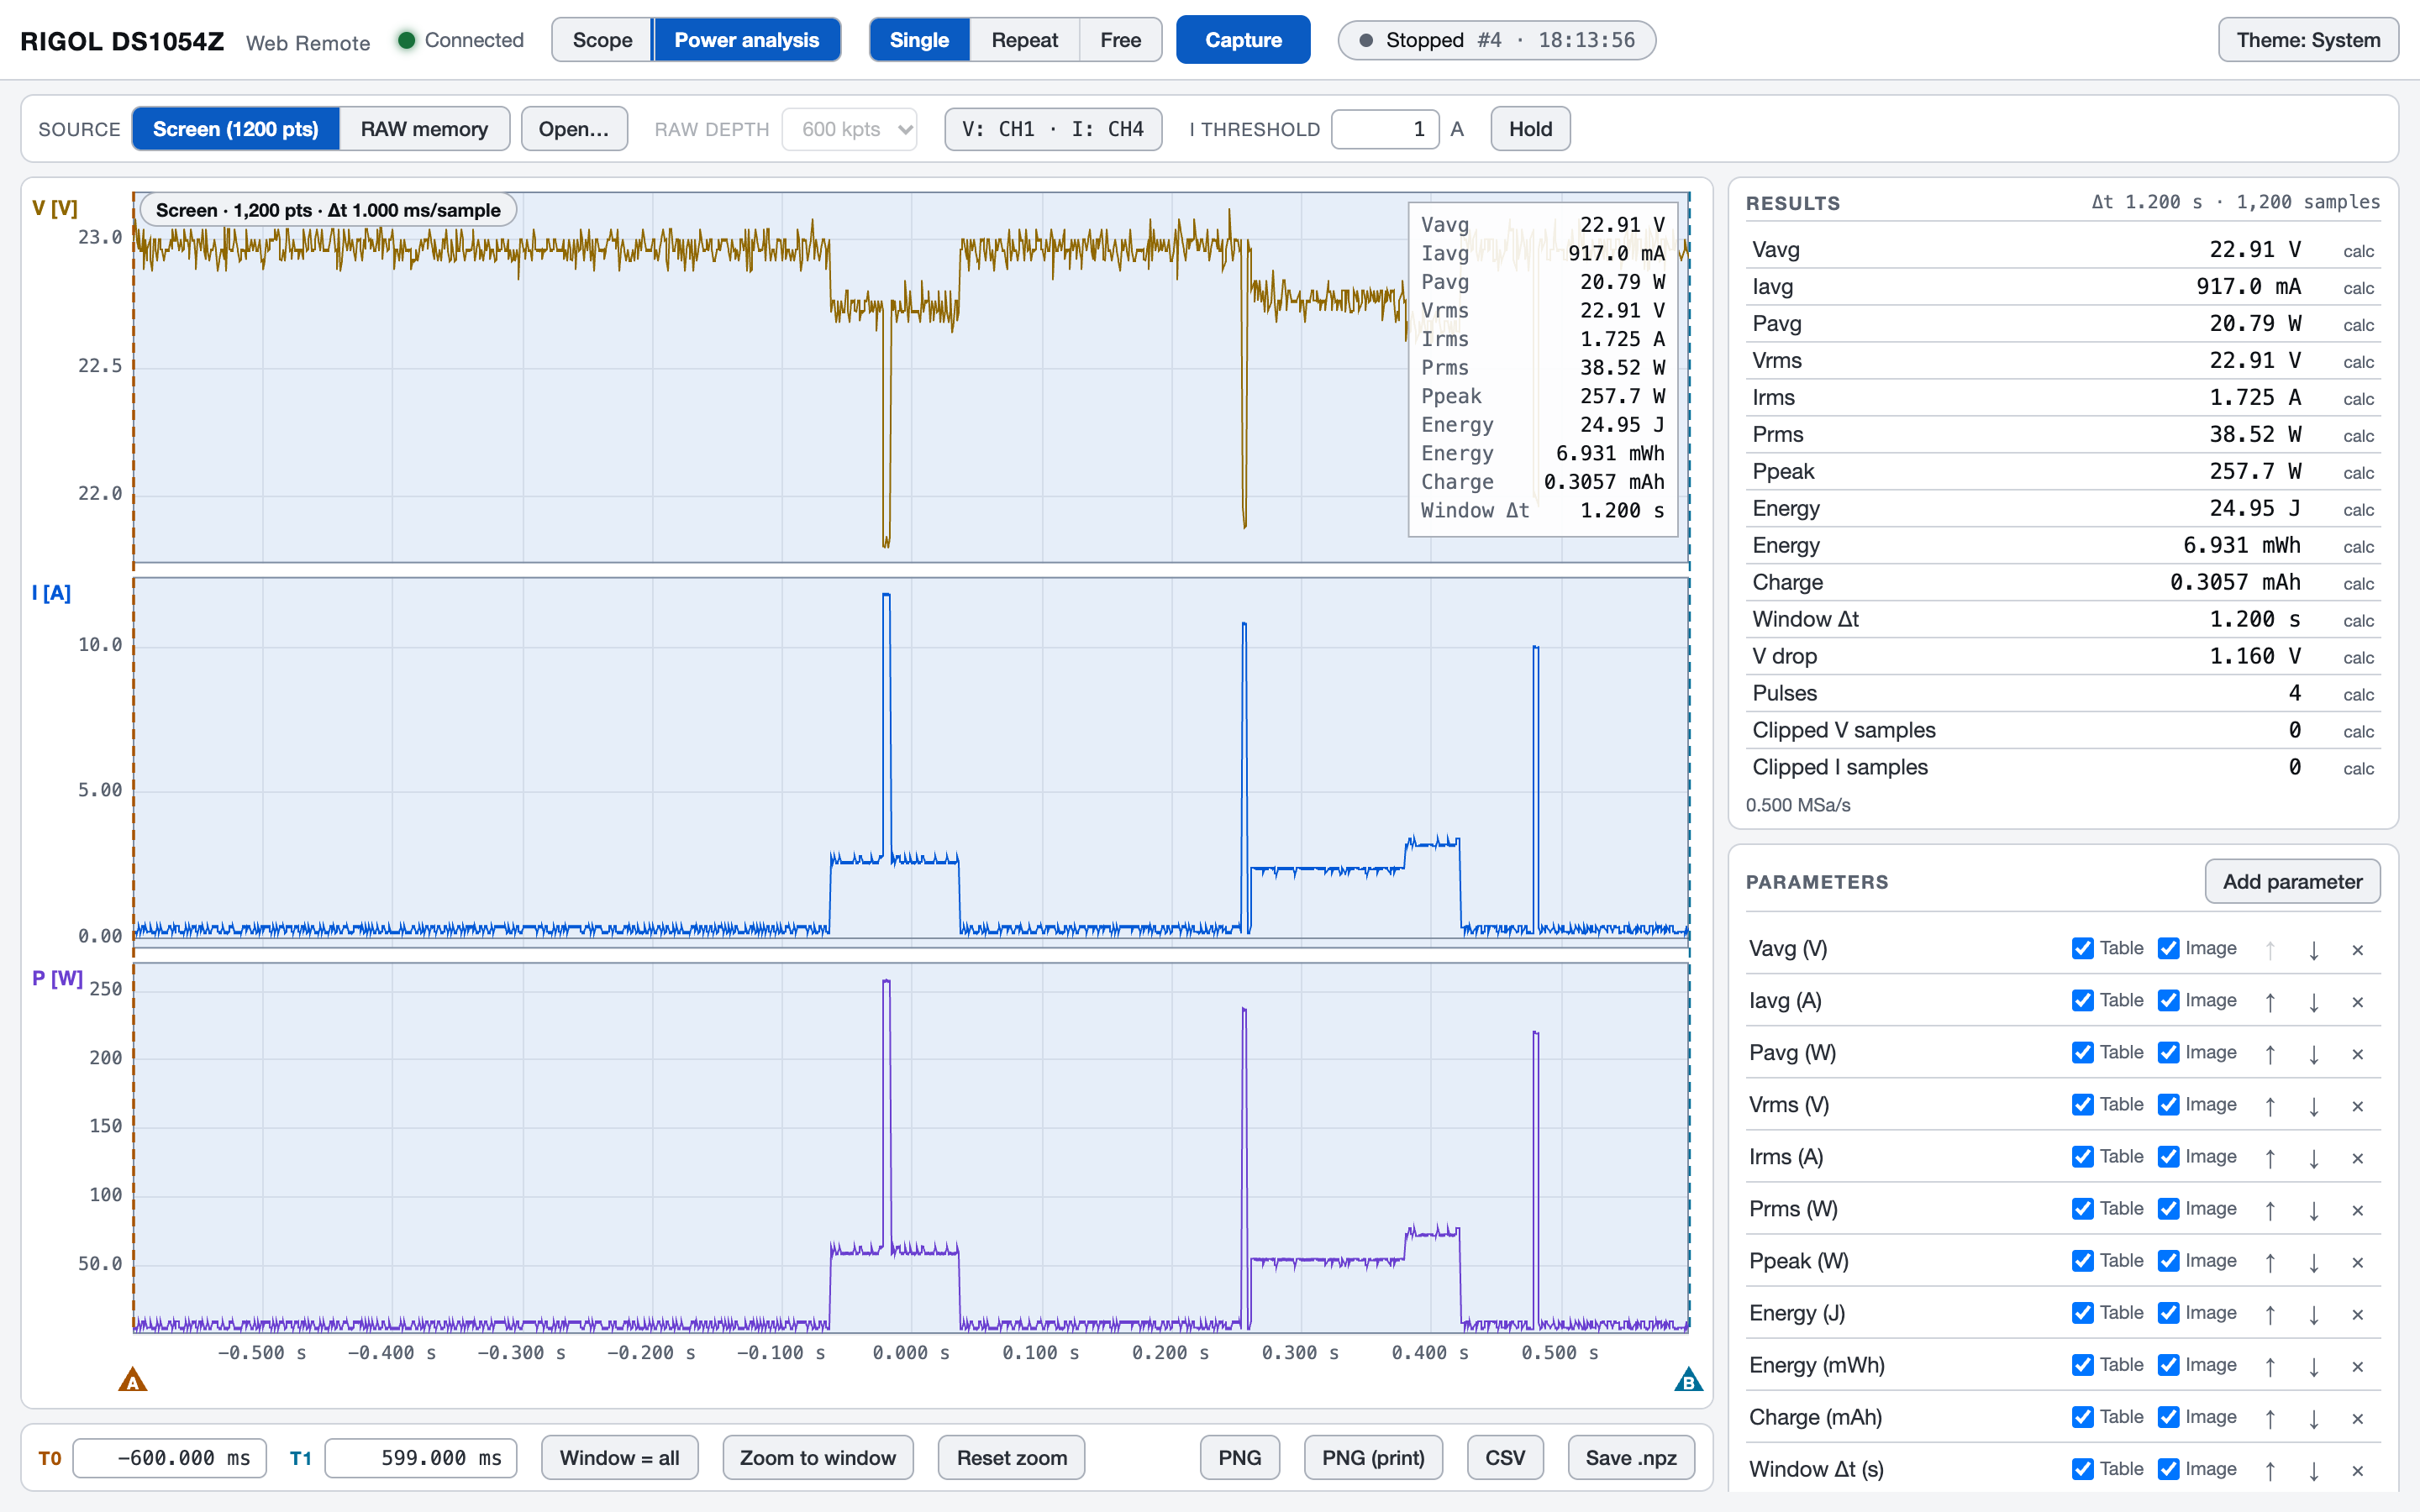 RIGOL DS1054Z Web Remote Connected Scope Power analysis Single Repeat Free Capture Stopped #4 · 18:13:56 Theme: System
SOURCE Screen (1200 pts) RAW memory Open... RAW DEPTH 600 kpts V: CH1 · I: CH4 I THRESHOLD 1 A Hold
V [V]
Screen · 1,200 pts · Δt 1.000 ms/sample
23.0
22.5
22.0
Vavg 22.91 V
Iavg 917.0 mA
Pavg 20.79 W
Vrms 22.91 V
Irms 1.725 A
Prms 38.52 W
Ppeak 257.7 W
Energy 24.95 J
Energy 6.931 mWh
Charge 0.3057 mAh
Window Δt 1.200 s
I [A]
10.0
5.00
0.00
P [W]
250
200
150
100
50.0
−0.500 s −0.400 s −0.300 s −0.200 s −0.100 s 0.000 s 0.100 s 0.200 s 0.300 s 0.400 s 0.500 s
A B
T0 −600.000 ms T1 599.000 ms Window = all Zoom to window Reset zoom PNG PNG (print) CSV Save .npz
RESULTS Δt 1.200 s · 1,200 samples
Vavg 22.91 V calc
Iavg 917.0 mA calc
Pavg 20.79 W calc
Vrms 22.91 V calc
Irms 1.725 A calc
Prms 38.52 W calc
Ppeak 257.7 W calc
Energy 24.95 J calc
Energy 6.931 mWh calc
Charge 0.3057 mAh calc
Window Δt 1.200 s calc
V drop 1.160 V calc
Pulses 4 calc
Clipped V samples 0 calc
Clipped I samples 0 calc
0.500 MSa/s
PARAMETERS Add parameter
Vavg (V) Table Image ↑ ↓ ×
Iavg (A) Table Image ↑ ↓ ×
Pavg (W) Table Image ↑ ↓ ×
Vrms (V) Table Image ↑ ↓ ×
Irms (A) Table Image ↑ ↓ ×
Prms (W) Table Image ↑ ↓ ×
Ppeak (W) Table Image ↑ ↓ ×
Energy (J) Table Image ↑ ↓ ×
Energy (mWh) Table Image ↑ ↓ ×
Charge (mAh) Table Image ↑ ↓ ×
Window Δt (s) Table Image ↑ ↓ ×